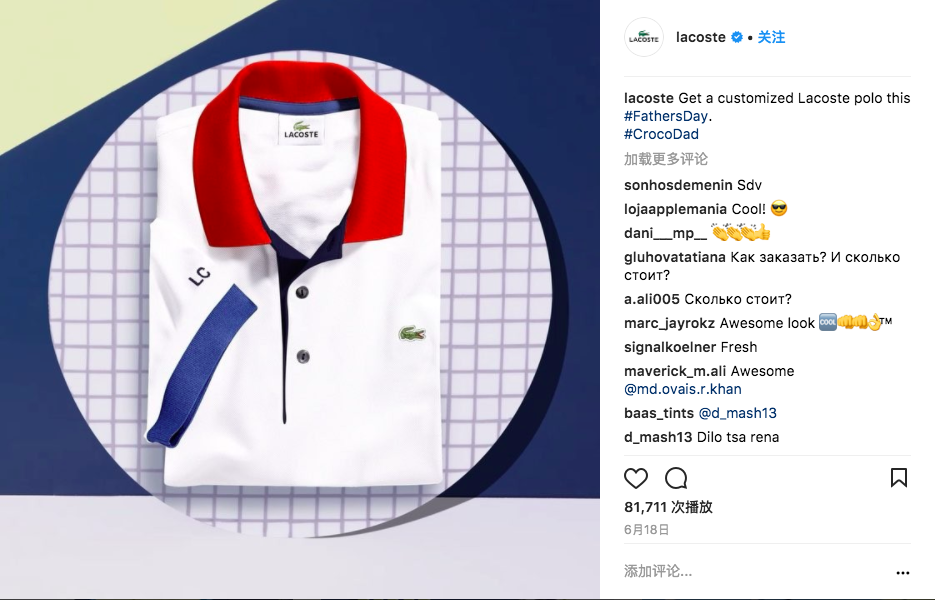 LACOSTE
LC
LACOSTE
lacoste • 关注
lacoste Get a customized Lacoste polo this
#FathersDay.
#CrocoDad
加载更多评论
sonhosdemenin Sdv
lojaapplemania Cool! 😎
dani___mp__ 👏👏👏👍
gluhovatatiana Как заказать? И сколько
стоит?
a.ali005 Сколько стоит?
marc_jayrokz Awesome look 🆒👊👊👌™
signalkoelner Fresh
maverick_m.ali Awesome
@md.ovais.r.khan
baas_tints @d_mash13
d_mash13 Dilo tsa rena
81,711 次播放
6月18日
添加评论...